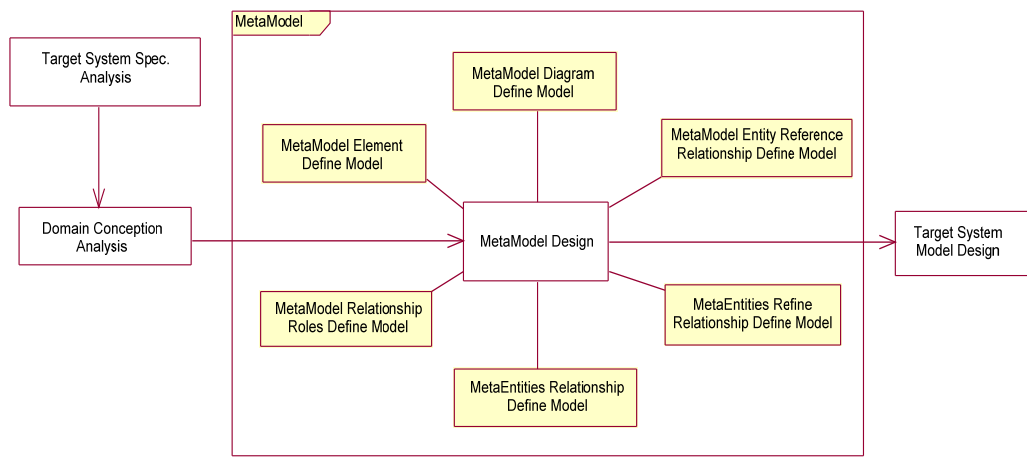 MetaModel
Target System Spec.
Analysis
MetaModel Diagram
Define Model
MetaModel Element
Define Model
MetaModel Entity Reference
Relationship Define Model
Domain Conception
Analysis
MetaModel Design
Target System
Model Design
MetaModel Relationship
Roles Define Model
MetaEntities Refine
Relationship Define Model
MetaEntities Relationship
Define Model